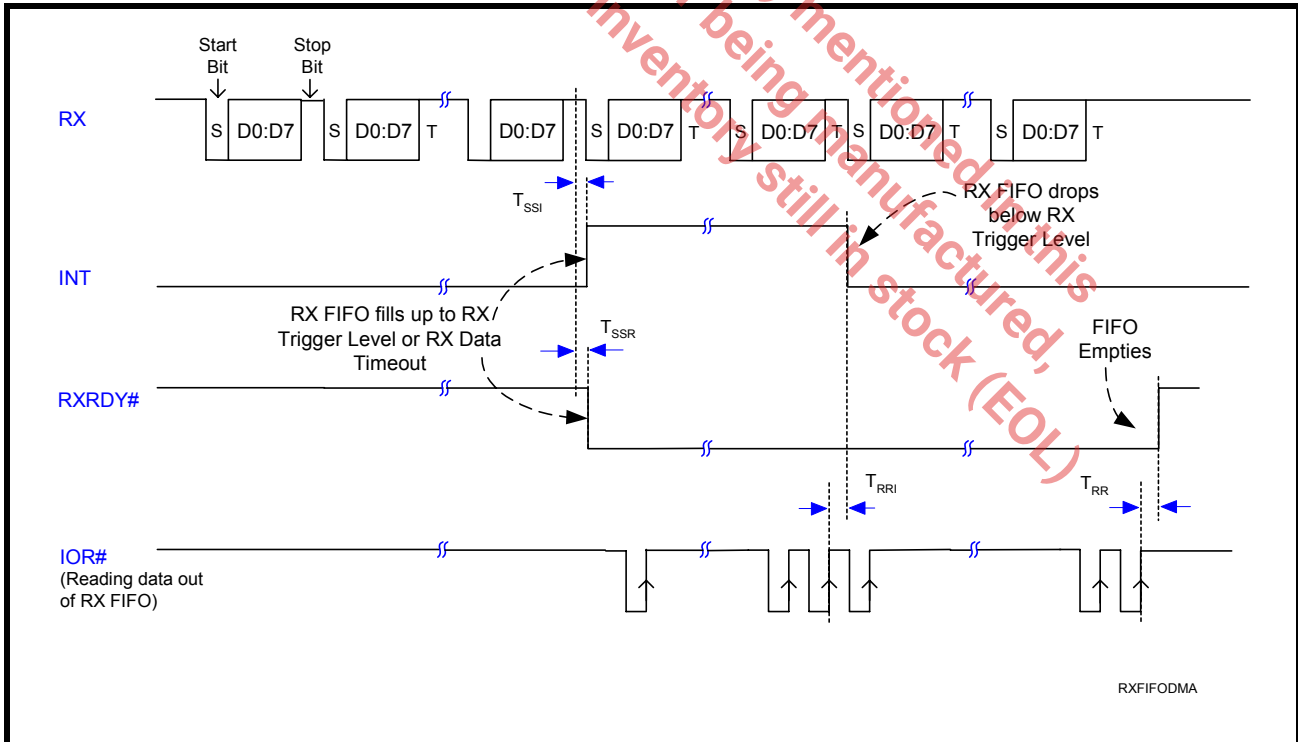 mentioned in this
being manufactured,
inventory still in stock (EOL)
Start
Bit
Stop
Bit
RX
S D0:D7 S D0:D7 T D0:D7 S D0:D7 T S D0:D7 T S D0:D7 T S D0:D7 T
TSSI
RX FIFO drops
below RX
Trigger Level
INT
RX FIFO fills up to RX
Trigger Level or RX Data
Timeout
TSSR
FIFO
Empties
RXRDY#
TRRI
TRR
IOR#
(Reading data out
of RX FIFO)
RXFIFODMA